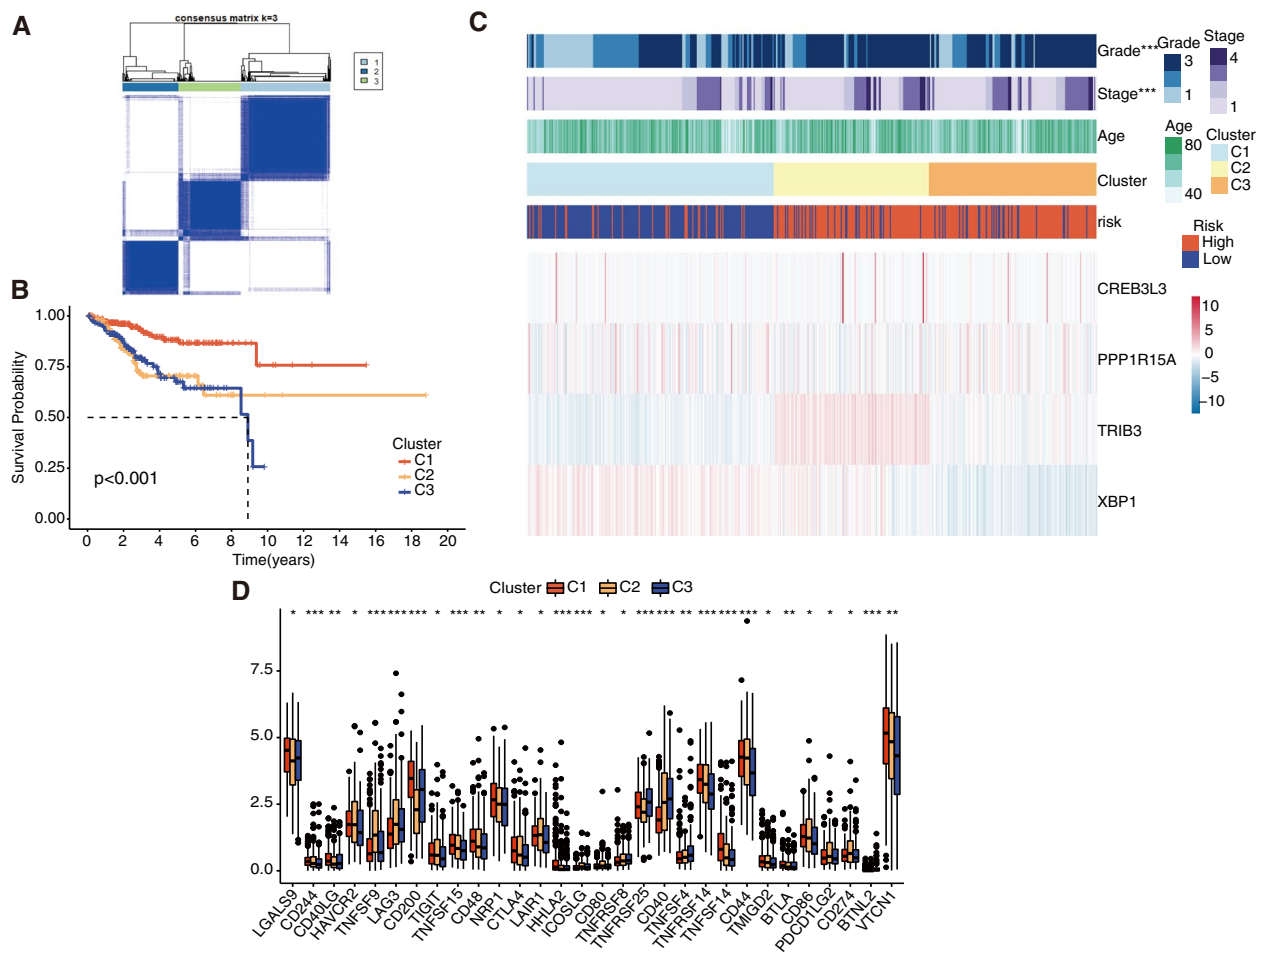 A
consensus matrix k=3
1
2
3
B
1.00
0.75
0.50
0.25
0.00
Survival Probability
p<0.001
Cluster
C1
C2
C3
0 2 4 6 8 10 12 14 16 18 20
Time(years)
C
Grade***
Stage***
Age
Cluster
risk
CREB3L3
PPP1R15A
TRIB3
XBP1
Grade
3
1
Stage
4
1
Age
80
40
Cluster
C1
C2
C3
Risk
High
Low
10
5
0
−5
−10
D
Cluster C1 C2 C3
* *** ** * *** *** *** * *** ** * * * *** *** * * *** *** ** *** *** *** * ** * * * *** **
7.5
5.0
2.5
0.0
LGALS9
CD244
CD40LG
HAVCR2
TNFSF9
LAG3
CD200
TIGIT
TNFSF15
CD48
NRP1
CTLA4
LAIR1
HHLA2
ICOSLG
CD80
TNFRSF8
TNFRSF25
CD40
TNFSF4
TNFRSF14
TNFSF14
CD44
TMIGD2
BTLA
CD86
PDCD1LG2
CD274
BTNL2
VTCN1